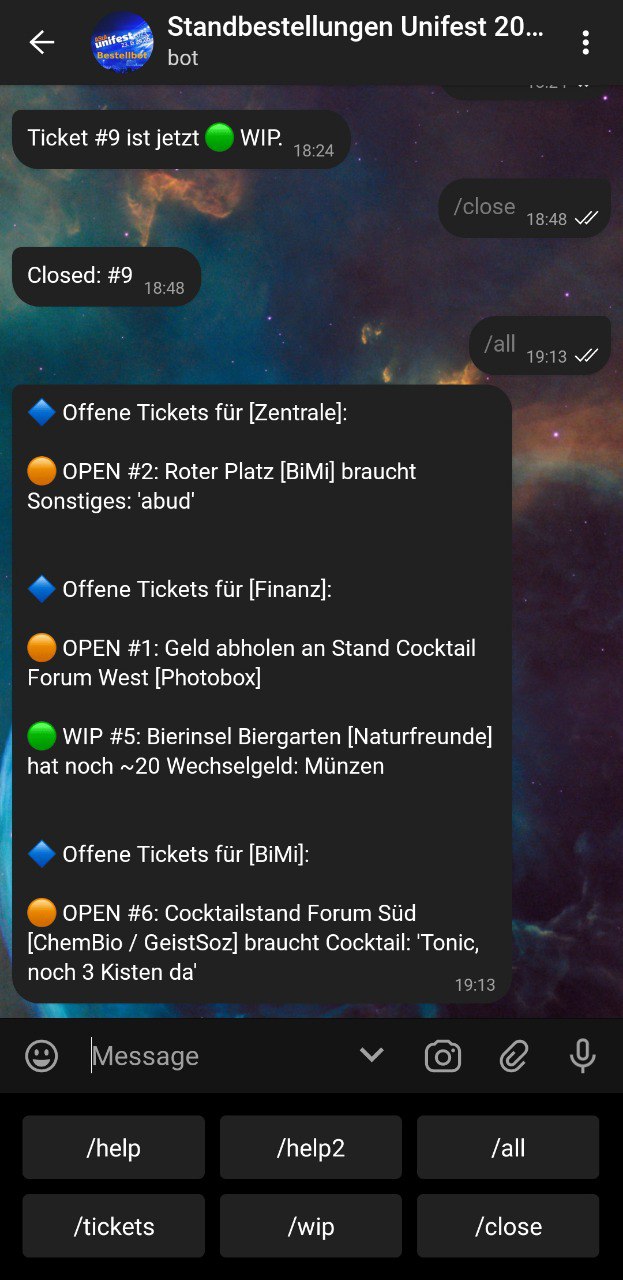 Standbestellungen Unifest 20...
bot
unifest
Bestellbot
Ticket #9 ist jetzt 🟢 WIP. 18:24
/close 18:48
Closed: #9 18:48
/all 19:13
🔷 Offene Tickets für [Zentrale]:
🟠 OPEN #2: Roter Platz [BiMi] braucht
Sonstiges: 'abud'
🔷 Offene Tickets für [Finanz]:
🟠 OPEN #1: Geld abholen an Stand Cocktail
Forum West [Photobox]
🟢 WIP #5: Bierinsel Biergarten [Naturfreunde]
hat noch ~20 Wechselgeld: Münzen
🔷 Offene Tickets für [BiMi]:
🟠 OPEN #6: Cocktailstand Forum Süd
[ChemBio / GeistSoz] braucht Cocktail: 'Tonic,
noch 3 Kisten da'
19:13
Message
/help /help2 /all
/tickets /wip /close